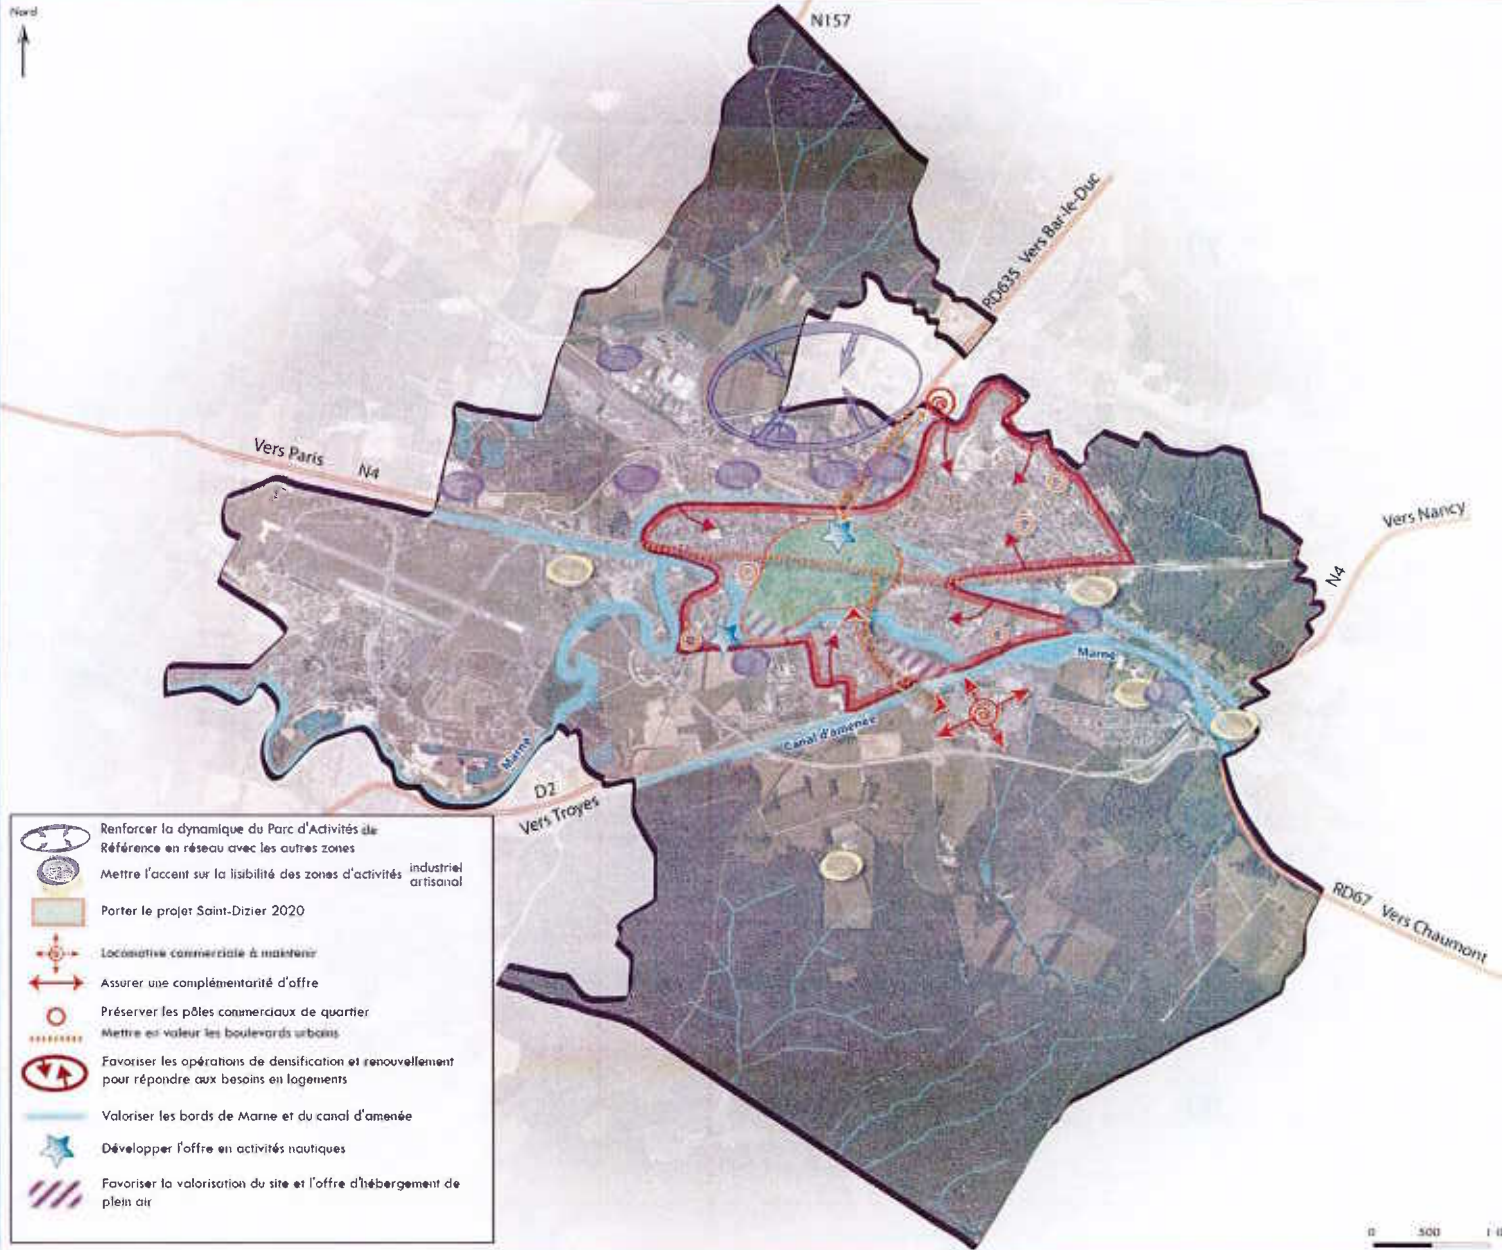 Nord
N157
RD635 Vers Bar-le-Duc
Vers Paris N4
Vers Nancy
N4
Marne
Canal d'amenée
Marne
D2
Vers Troyes
RD67 Vers Chaumont
Renforcer la dynamique du Parc d'Activités de
Référence en réseau avec les autres zones
Mettre l'accent sur la lisibilité des zones d'activités industriel
artisanal
Porter le projet Saint-Dizier 2020
Locomotive commerciale à maintenir
Assurer une complémentarité d'offre
Préserver les pôles commerciaux de quartier
Mettre en valeur les boulevards urbains
Favoriser les opérations de densification et renouvellement
pour répondre aux besoins en logements
Valoriser les bords de Marne et du canal d'amenée
Développer l'offre en activités nautiques
Favoriser la valorisation du site et l'offre d'hébergement de
plein air
0 500